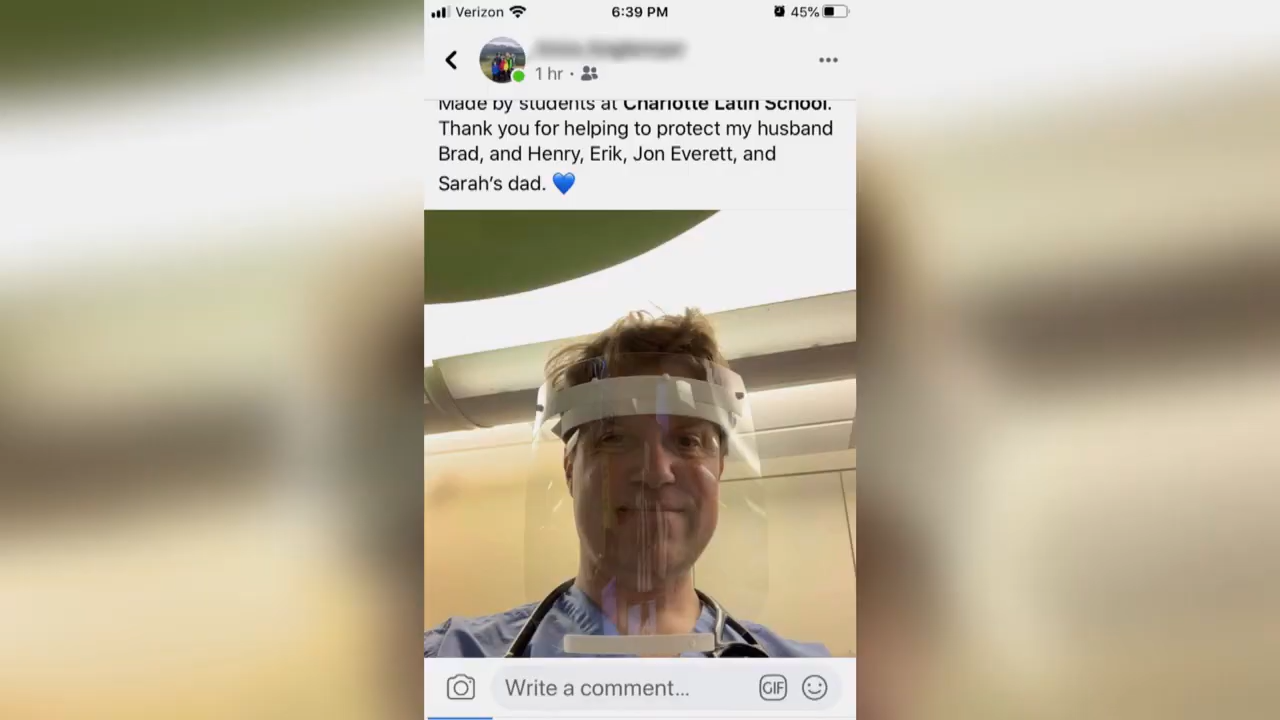 Verizon 6:39 PM 45%
1 hr ·
Made by students at Charlotte Latin School.
Thank you for helping to protect my husband
Brad, and Henry, Erik, Jon Everett, and
Sarah’s dad. 💙
Write a comment... GIF